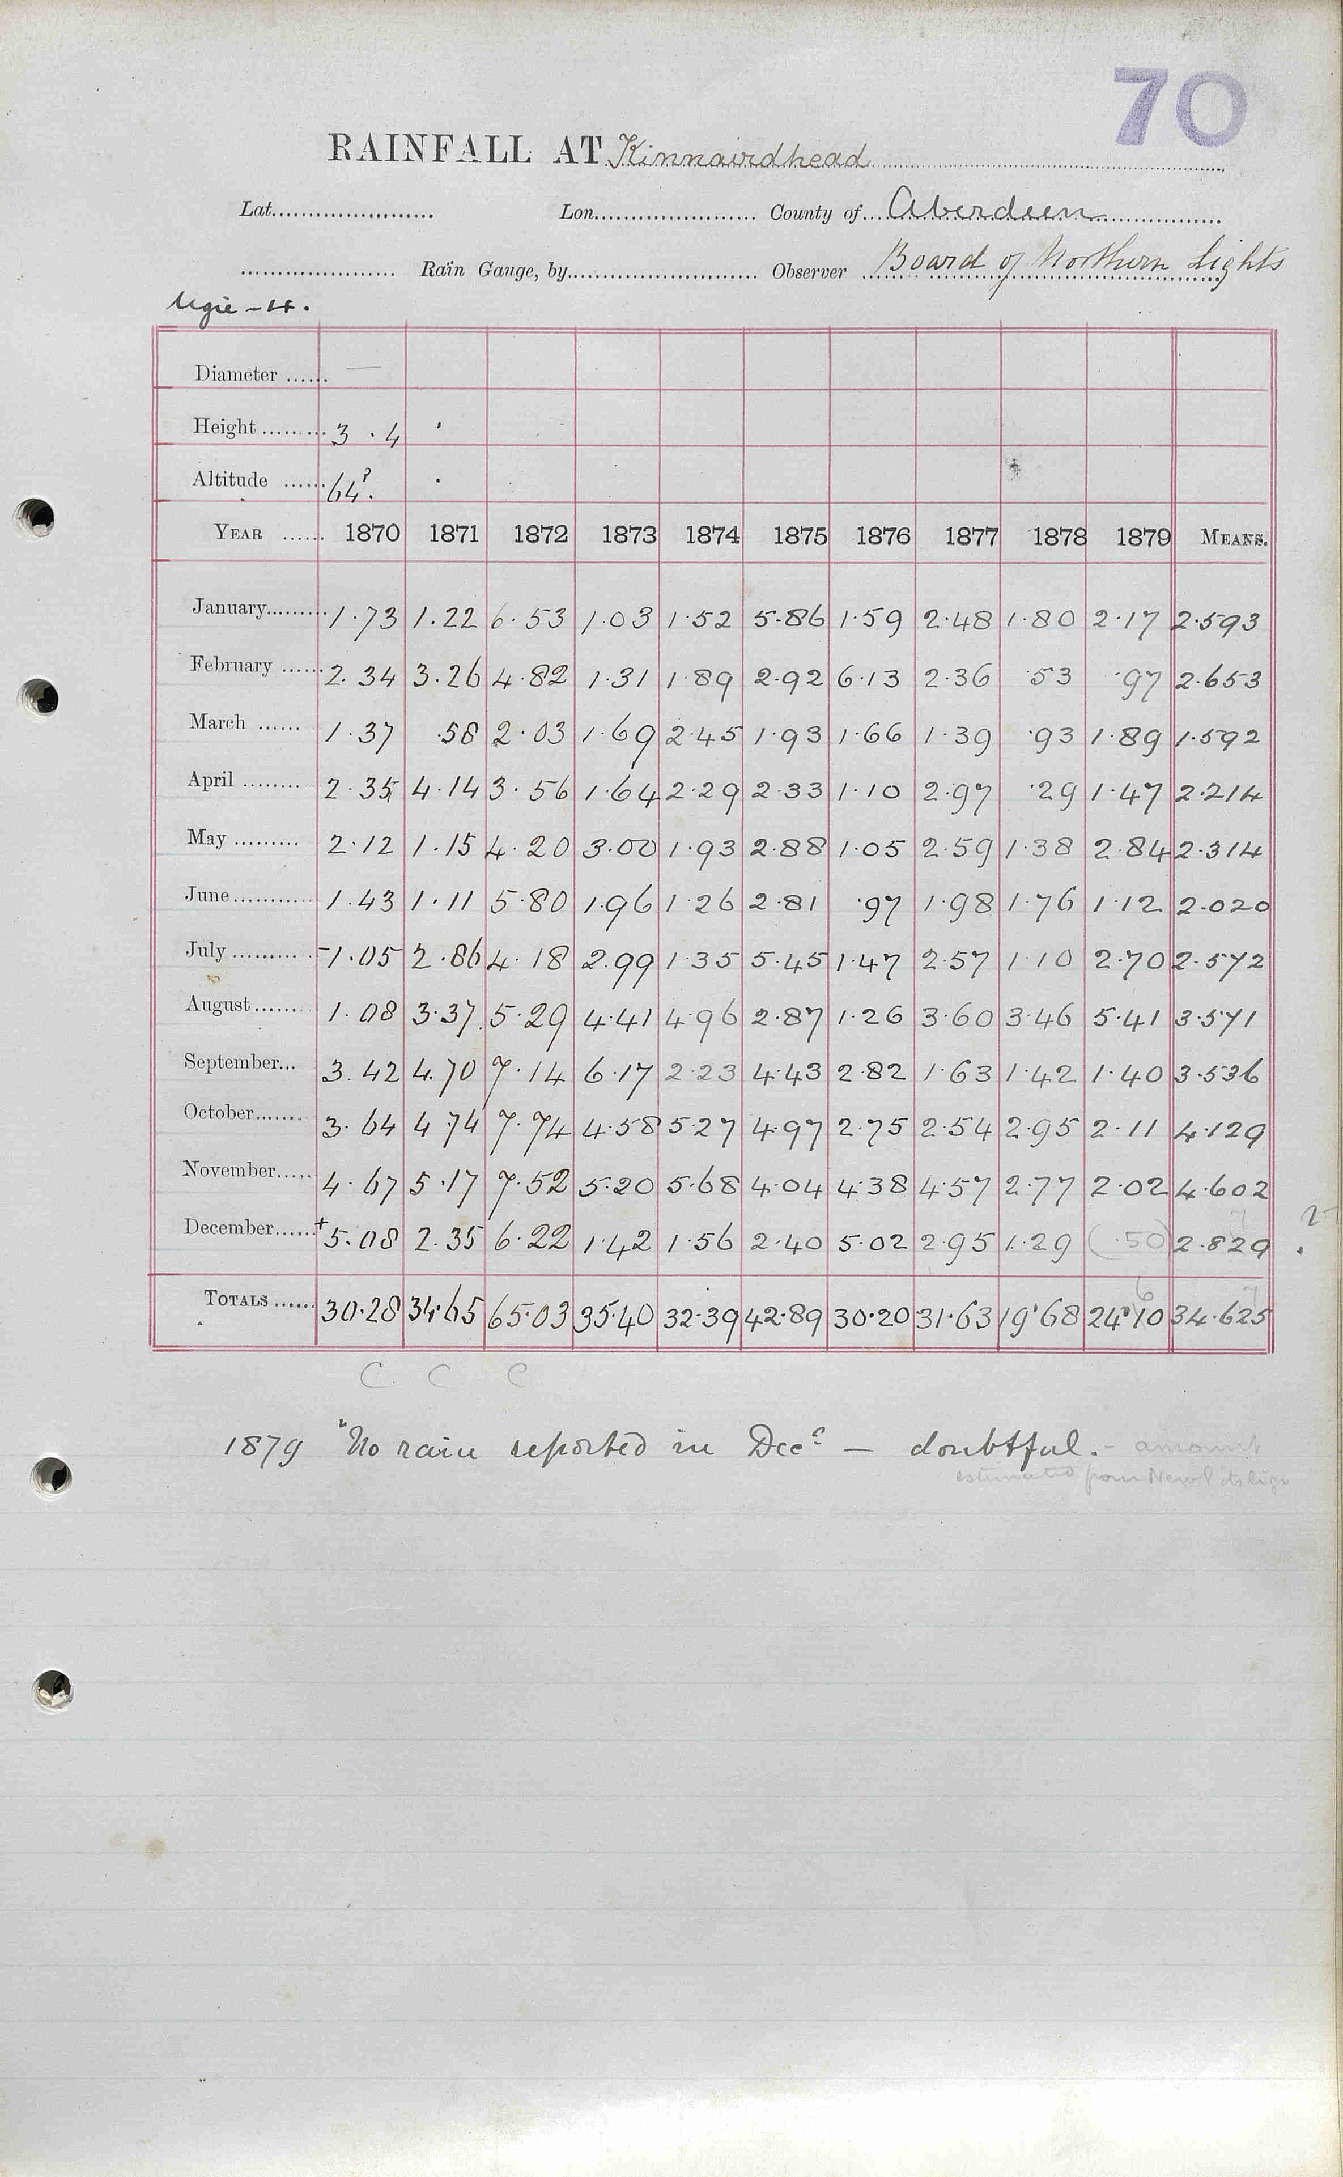 70
RAINFALL AT Kinnairdhead
Lat. Lon. County of Aberdeen
Rain Gauge, by Observer Board of Northern Lights
Ugie - 4.
Diameter —
Height 3 . 4
Altitude 64?
YEAR 1870 1871 1872 1873 1874 1875 1876 1877 1878 1879 MEANS.
January 1.73 1.22 6.53 1.03 1.52 5.86 1.59 2.48 1.80 2.17 2.593
February 2.34 3.26 4.82 1.31 1.89 2.92 6.13 2.36 .53 .97 2.653
March 1.37 .58 2.03 1.69 2.45 1.93 1.66 1.39 .93 1.89 1.592
April 2.35 4.14 3.56 1.64 2.29 2.33 1.10 2.97 .29 1.47 2.214
May 2.12 1.15 4.20 3.00 1.93 2.88 1.05 2.59 1.38 2.84 2.314
June 1.43 1.11 5.80 1.96 1.26 2.81 .97 1.98 1.76 1.12 2.020
July 1.05 2.86 4.18 2.99 1.35 5.45 1.47 2.57 1.10 2.70 2.572
August 1.08 3.37 5.29 4.41 4.96 2.87 1.26 3.60 3.46 5.41 3.571
September 3.42 4.70 7.14 6.17 2.23 4.43 2.82 1.63 1.42 1.40 3.536
October 3.64 4.74 7.74 4.58 5.27 4.97 2.75 2.54 2.95 2.11 4.129
November 4.67 5.17 7.52 5.20 5.68 4.04 4.38 4.57 2.77 2.02 4.602
December + 5.08 2.35 6.22 1.42 1.56 2.40 5.02 2.95 1.29 (.50) 2.829
TOTALS 30.28 34.65 65.03 35.40 32.39 42.89 30.20 31.63 19.68 24.10 34.625
C C C
1879 "No rain reported in Decr — doubtful. - amount
estimated from New